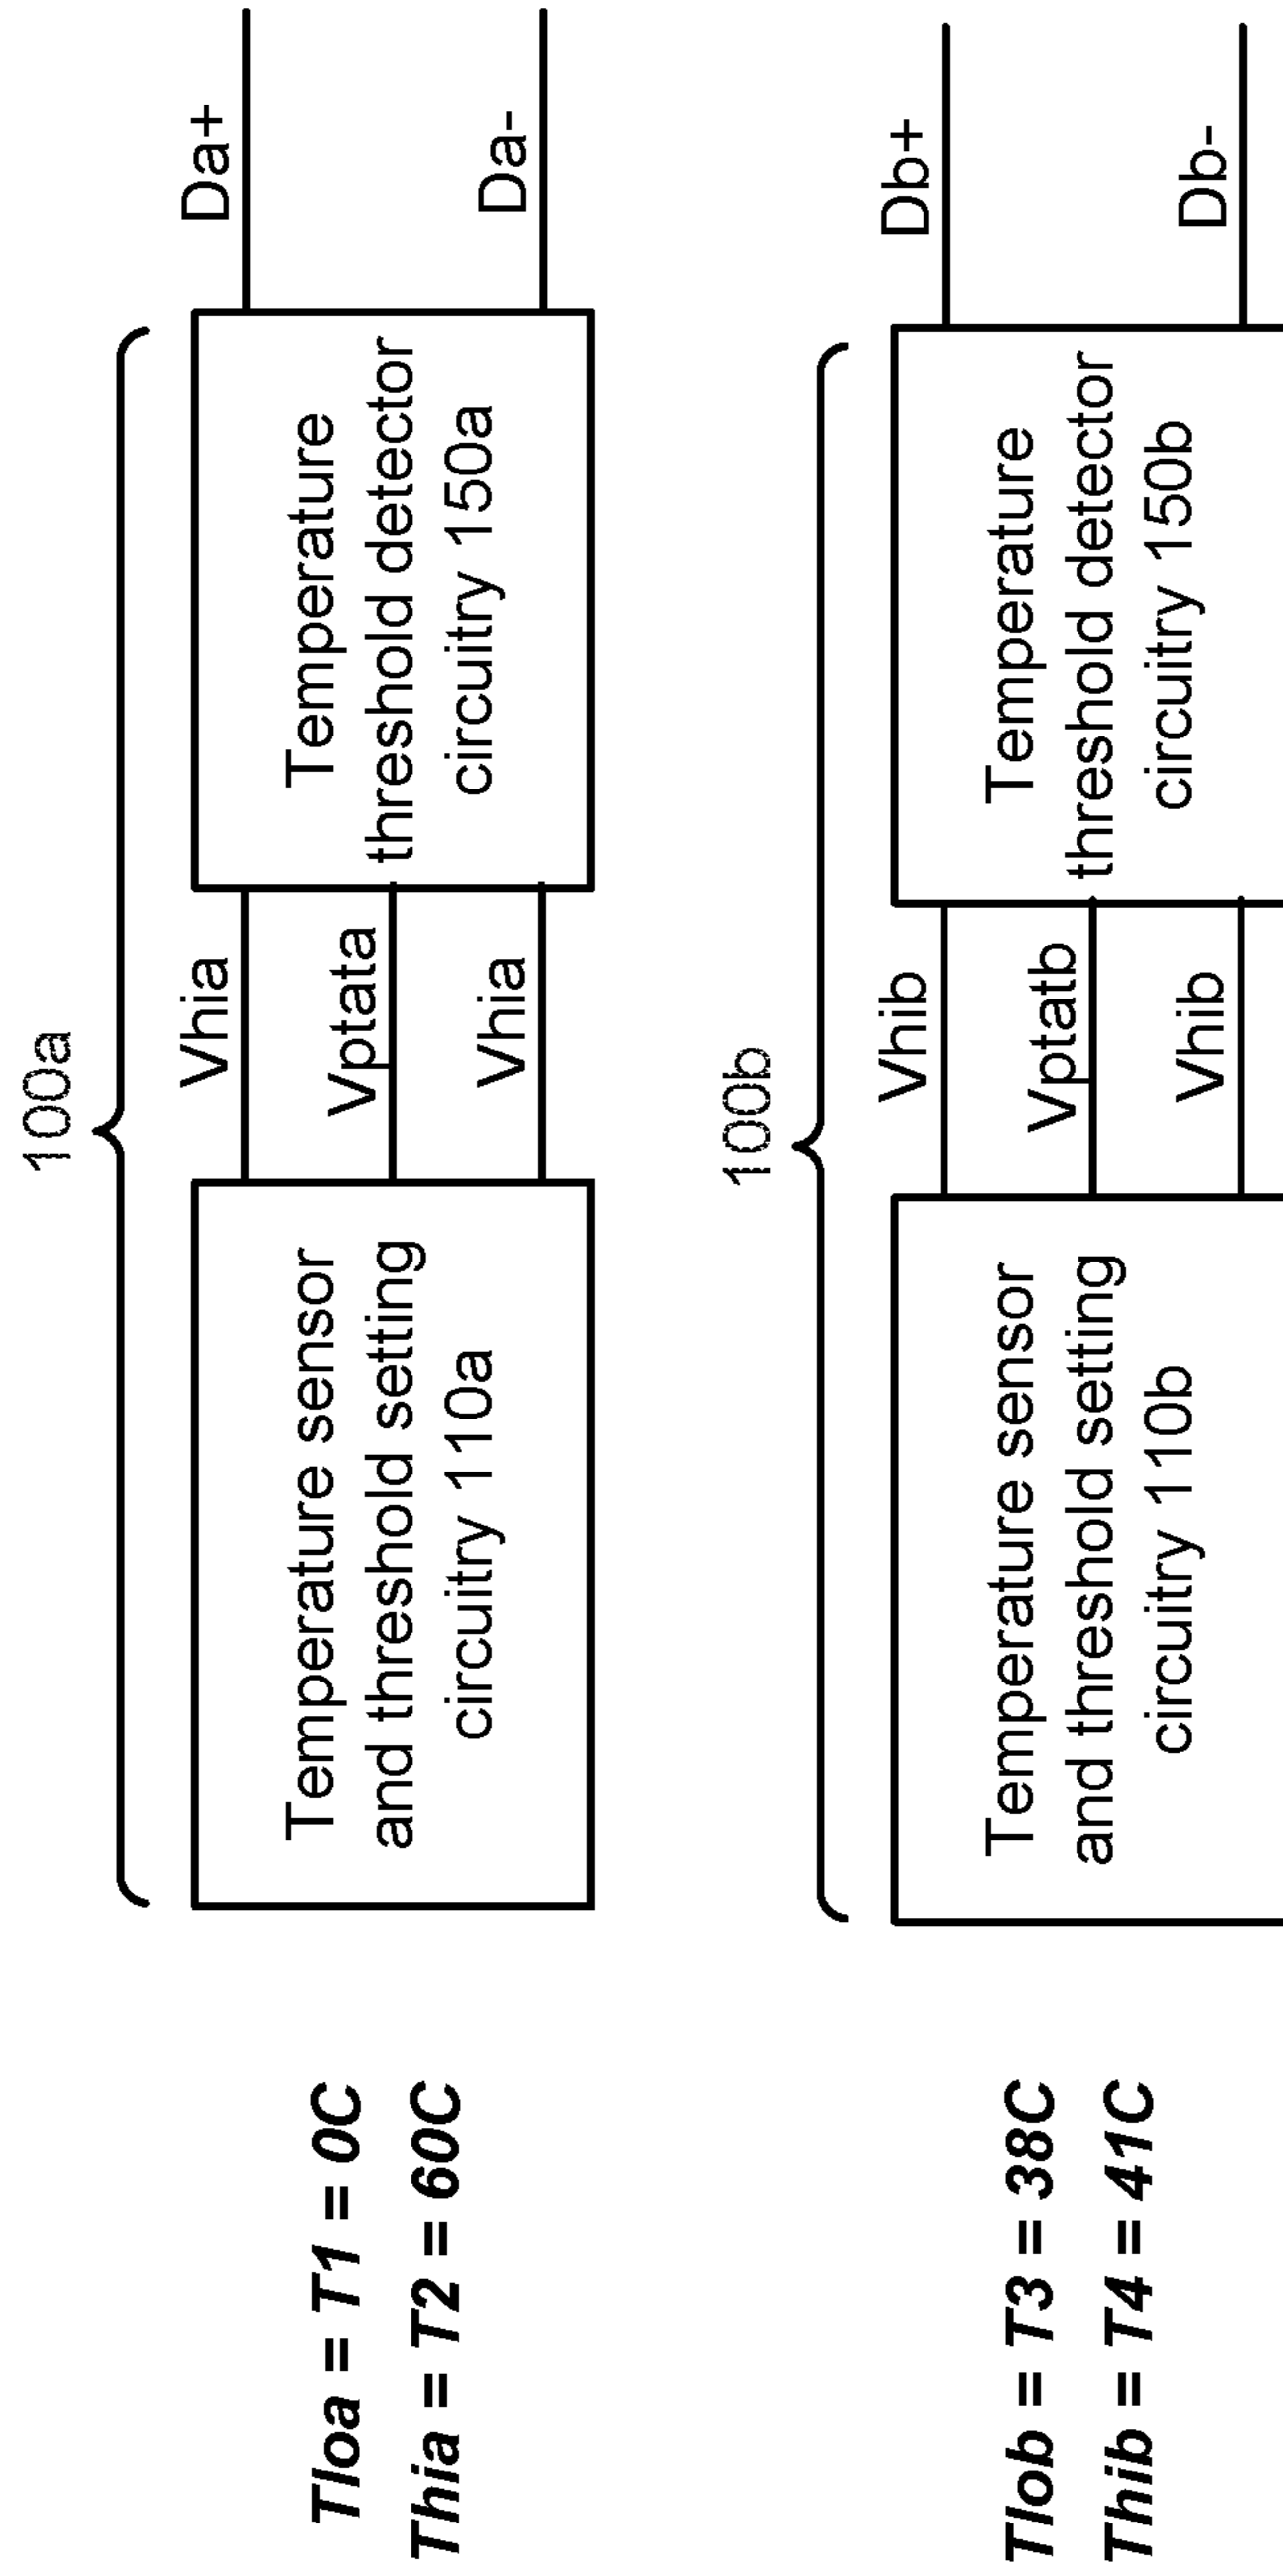 100a
Tloa = T1 = 0C
Thia = T2 = 60C
Temperature sensor
and threshold setting
circuitry 110a
Vhia
Vptata
Vhia
Temperature
threshold detector
circuitry 150a
Da+
Da-
100b
Tlob = T3 = 38C
Thib = T4 = 41C
Temperature sensor
and threshold setting
circuitry 110b
Vhib
Vptatb
Vhib
Temperature
threshold detector
circuitry 150b
Db+
Db-